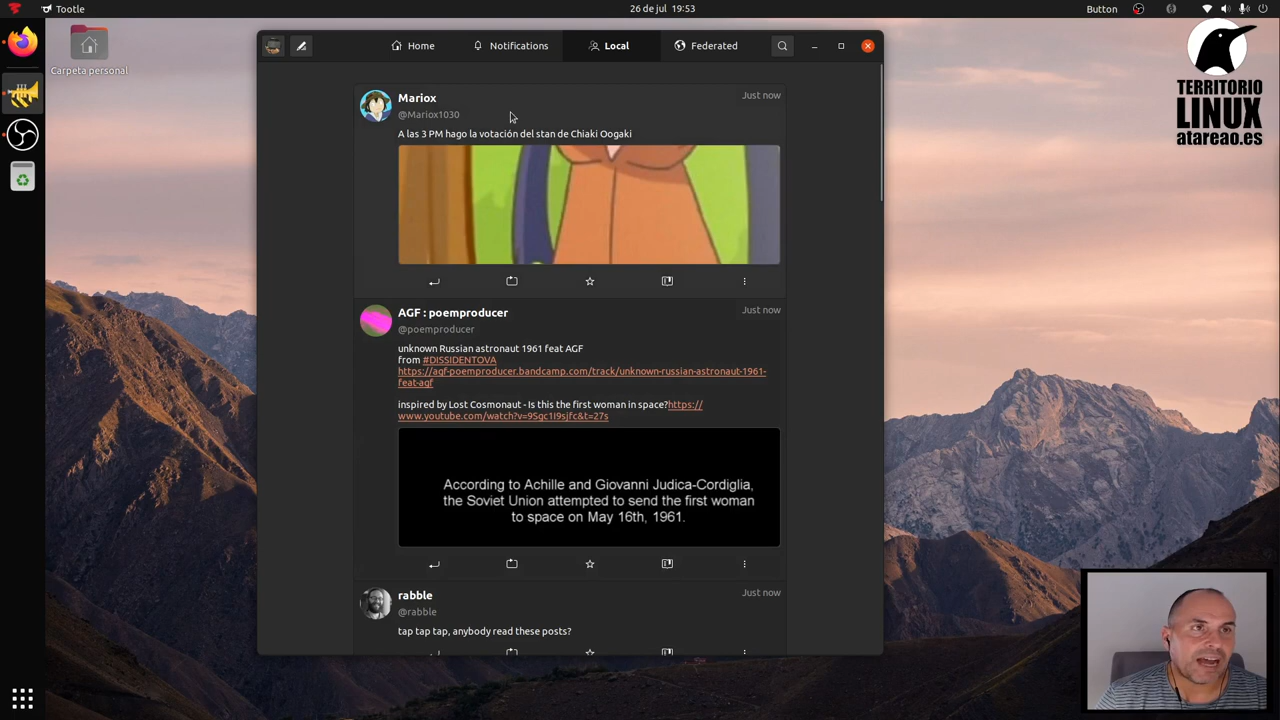 Tootle
26 de jul 19:53
Button
Carpeta personal
Home
Notifications
Local
Federated
Mariox
Just now
@Mariox1030
A las 3 PM hago la votación del stan de Chiaki Oogaki
AGF : poemproducer
Just now
@poemproducer
unknown Russian astronaut 1961 feat AGF
from #DISSIDENTOVA
https://agf-poemproducer.bandcamp.com/track/unknown-russian-astronaut-1961-
feat-agf
inspired by Lost Cosmonaut - Is this the first woman in space?https://
www.youtube.com/watch?v=9Sgc1I9sjfc&t=27s
According to Achille and Giovanni Judica-Cordiglia,
the Soviet Union attempted to send the first woman
to space on May 16th, 1961.
rabble
Just now
@rabble
tap tap tap, anybody read these posts?
TERRITORIO
LINUX
atareao.es